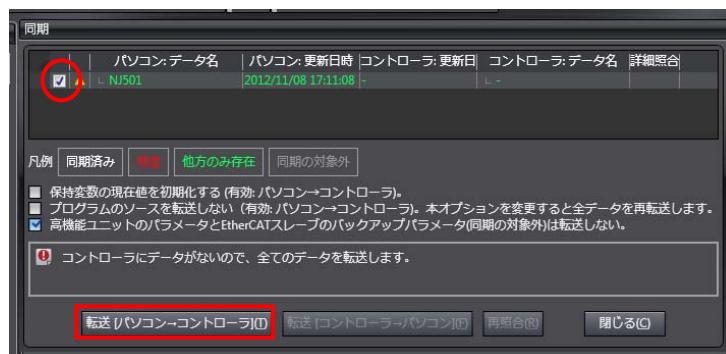 同期
パソコン:データ名 パソコン:更新日時 コントローラ:更新日 コントローラ:データ名 詳細照合
NJ501 2012/11/08 17:11:08 - -
凡例 同期済み 相違 他方のみ存在 同期の対象外
保持変数の現在値を初期化する (有効: パソコン→コントローラ)。
プログラムのソースを転送しない (有効: パソコン→コントローラ)。本オプションを変更すると全データを再転送します。
高機能ユニットのパラメータとEtherCATスレーブのバックアップパラメータ(同期の対象外)は転送しない。
コントローラにデータがないので、全てのデータを転送します。
転送 [パソコン→コントローラ](T) 転送 [コントローラ→パソコン](F) 再照合(R) 閉じる(C)